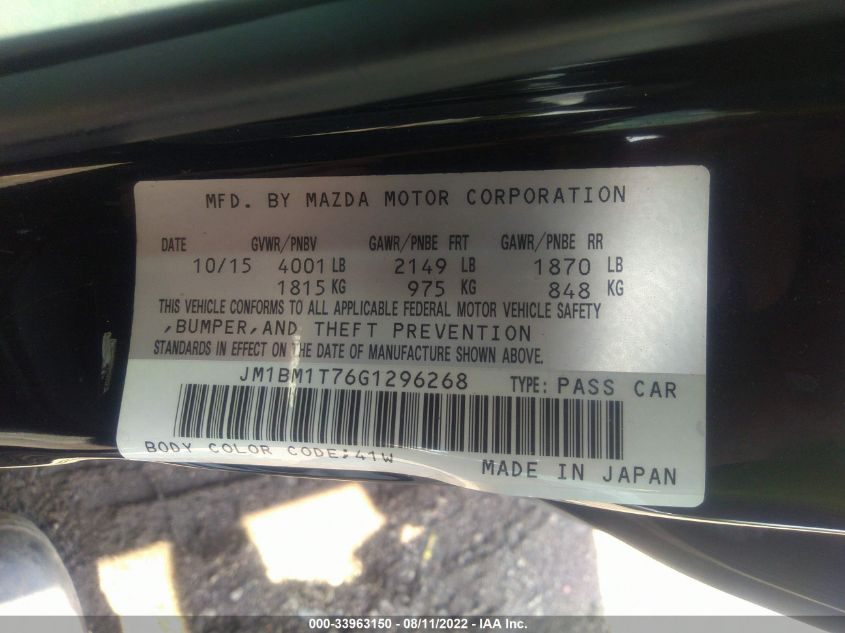 MFD. BY MAZDA MOTOR CORPORATION
DATE GVWR/PNBV GAWR/PNBE FRT GAWR/PNBE RR
10/15 4001 LB 2149 LB 1870 LB
1815 KG 975 KG 848 KG
THIS VEHICLE CONFORMS TO ALL APPLICABLE FEDERAL MOTOR VEHICLE SAFETY
,BUMPER,AND THEFT PREVENTION
STANDARDS IN EFFECT ON THE DATE OF MANUFACTURE SHOWN ABOVE.
JM1BM1T76G1296268 TYPE: PASS CAR
BODY COLOR CODE:41W MADE IN JAPAN
000-33963150 - 08/11/2022 - IAA Inc.